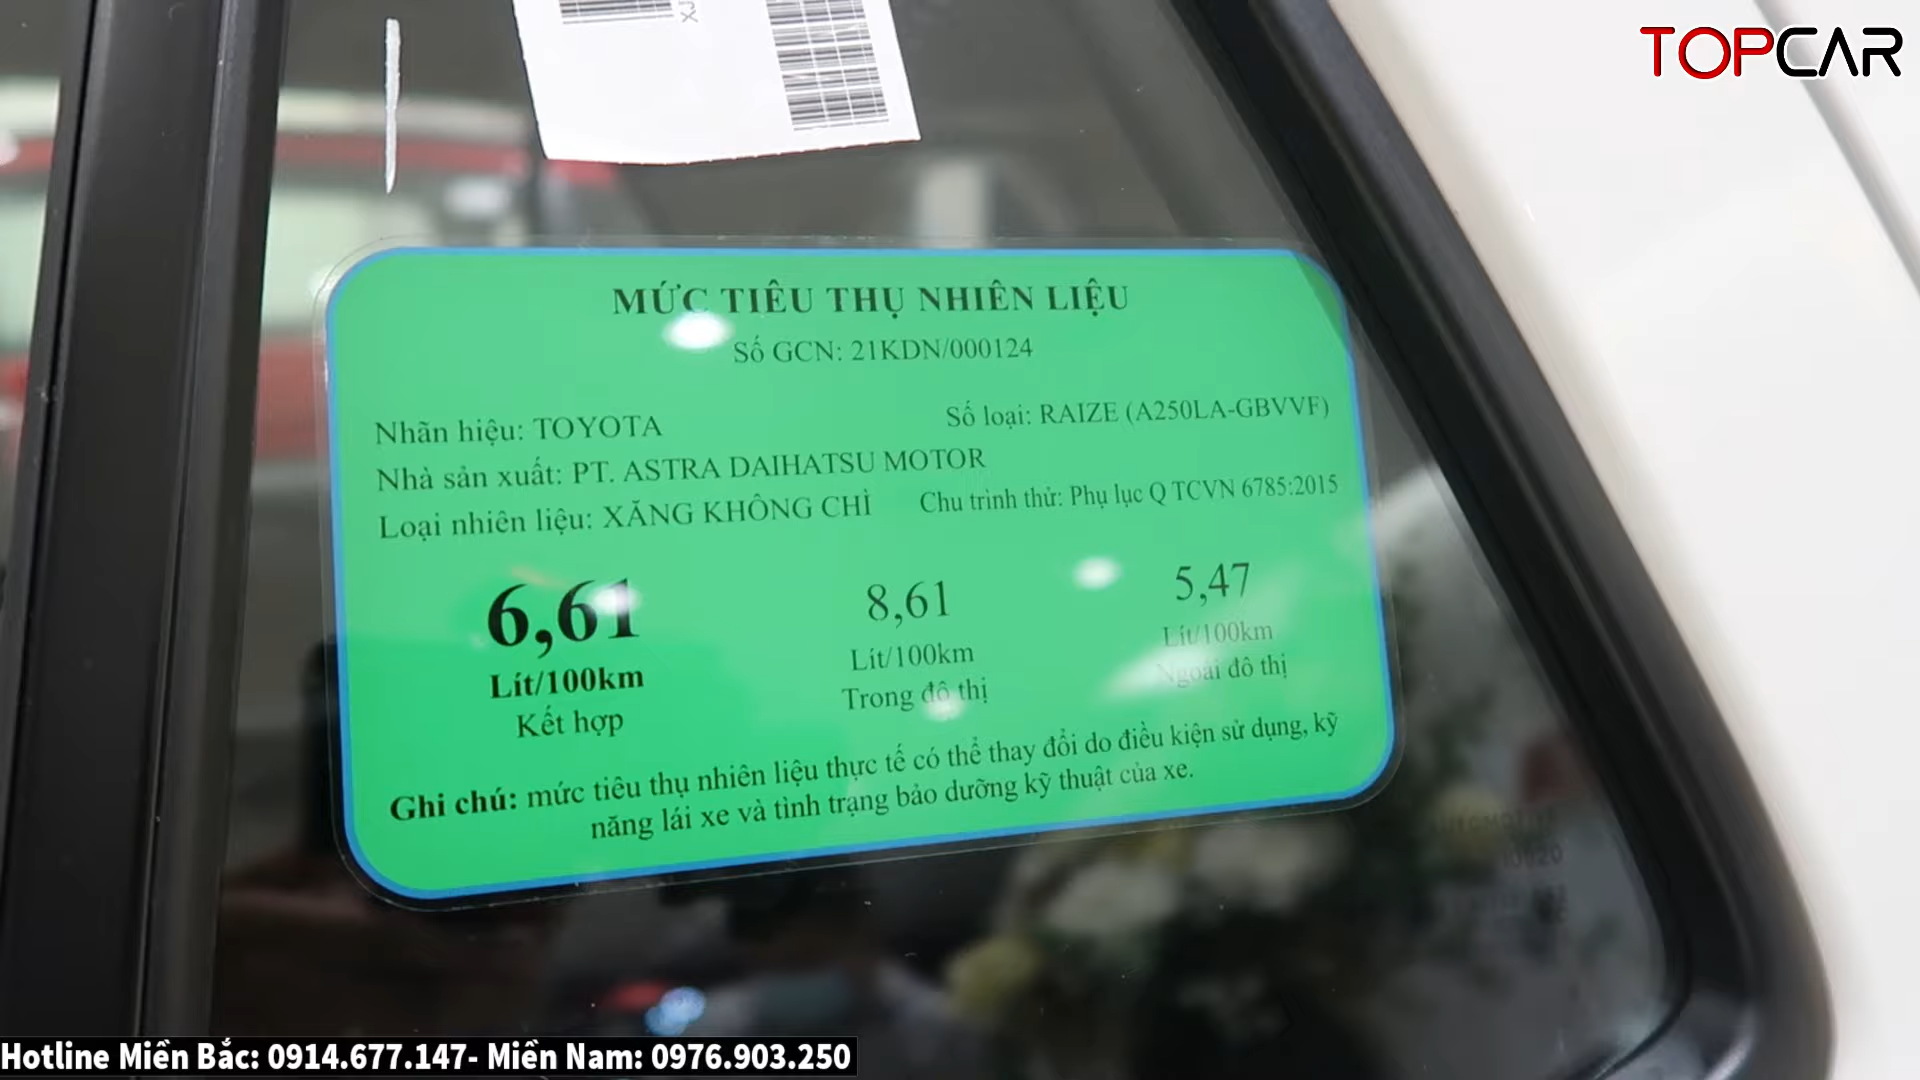 TOPCAR
MỨC TIÊU THỤ NHIÊN LIỆU
Số GCN: 21KDN/000124
Nhãn hiệu: TOYOTA
Số loại: RAIZE (A250LA-GBVVF)
Nhà sản xuất: PT. ASTRA DAIHATSU MOTOR
Loại nhiên liệu: XĂNG KHÔNG CHÌ
Chu trình thử: Phụ lục Q TCVN 6785:2015
6,61
Lít/100km
Kết hợp
8,61
Lít/100km
Trong đô thị
5,47
Lít/100km
Ngoài đô thị
Ghi chú: mức tiêu thụ nhiên liệu thực tế có thể thay đổi do điều kiện sử dụng, kỹ
năng lái xe và tình trạng bảo dưỡng kỹ thuật của xe.
Hotline Miền Bắc: 0914.677.147- Miền Nam: 0976.903.250